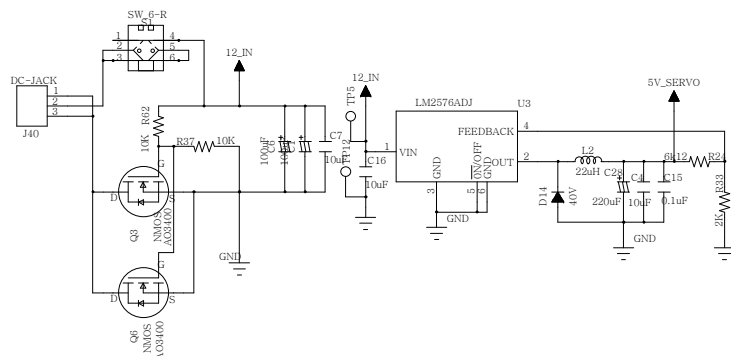 SW_6-R
S1
1 4
2 5
3 6
DC-JACK
1
2
3
J40
R62
10K
R37 10K
G
D S
Q3
NMOS
AO3400
G
D S
Q6
NMOS
AO3400
12_IN
100uF
C6
C7
10uF
GND
TP5
12_IN
TP12
C16
10uF
LM2576ADJ
U3
FEEDBACK 4
1 VIN
OUT 2
GND
ON/OFF
GND
3 5 6
GND
5V_SERVO
L2
22uH
D14
40V
C28
220uF
C4
10uF
C15
0.1uF
6K12 R24
R33
2K
GND